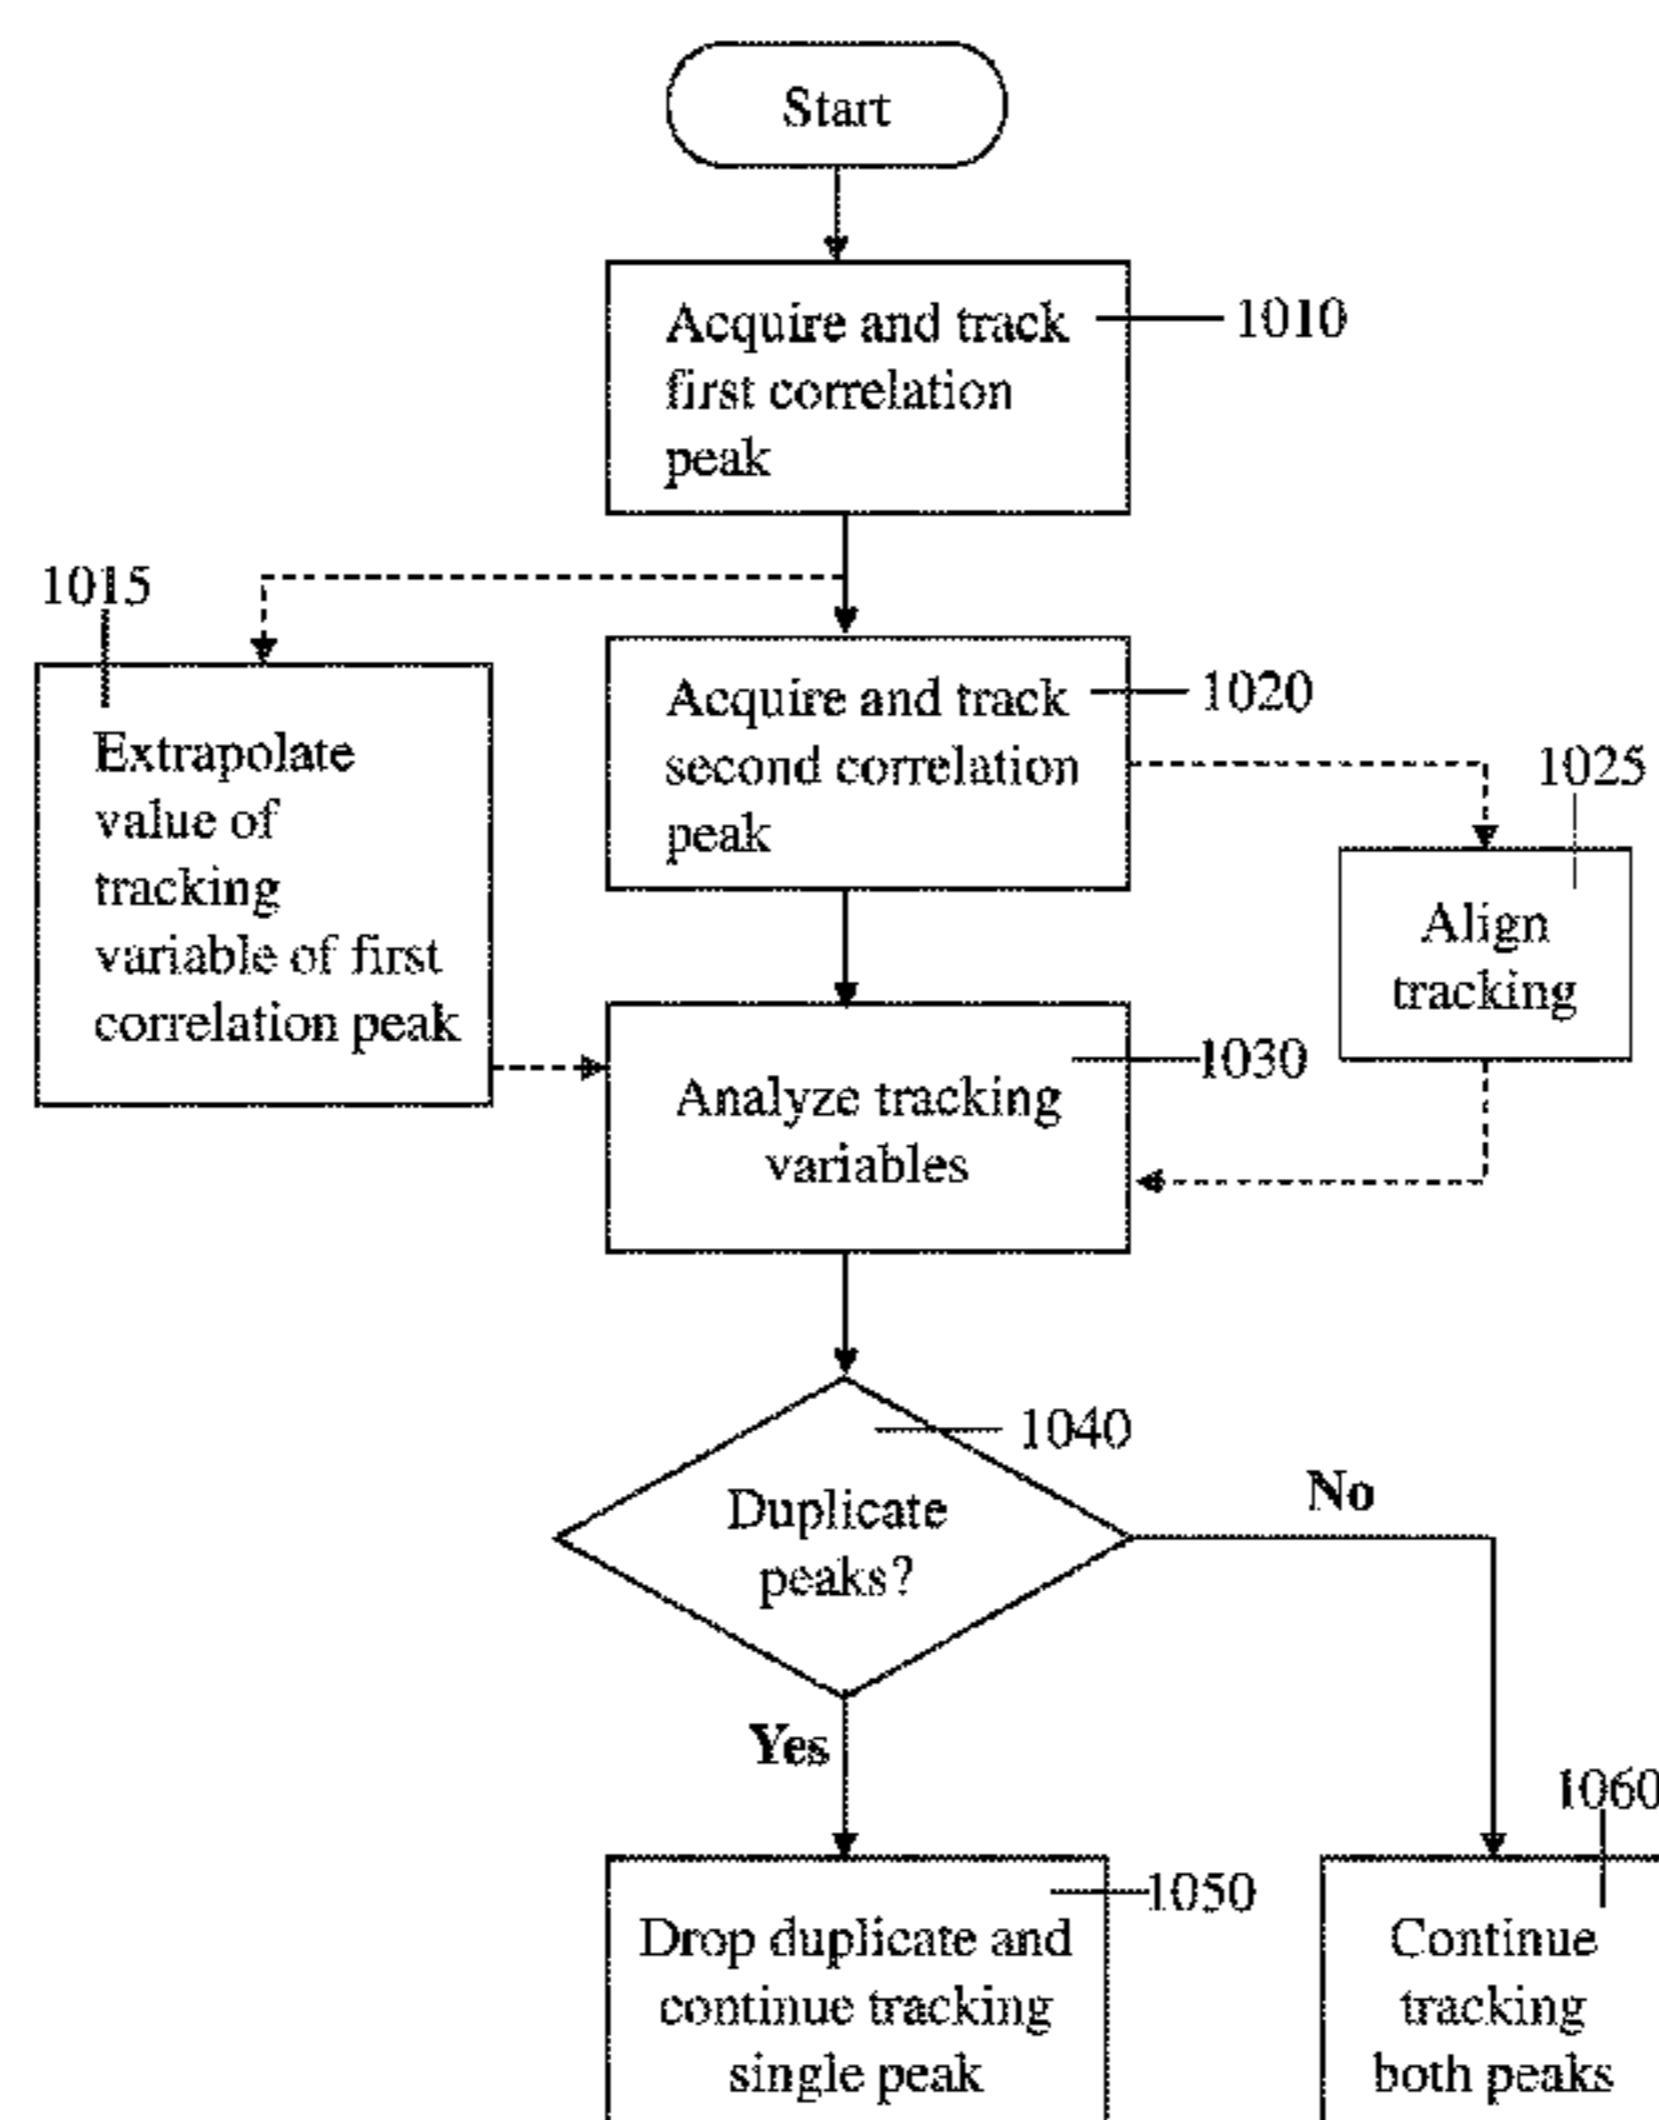 Start
Acquire and track
first correlation
peak
1010
1015
Extrapolate
value of
tracking
variable of first
correlation peak
Acquire and track
second correlation
peak
1020
1025
Align
tracking
Analyze tracking
variables
1030
Duplicate
peaks?
1040
No
Yes
Drop duplicate and
continue tracking
single peak
1050
1060
Continue
tracking
both peaks